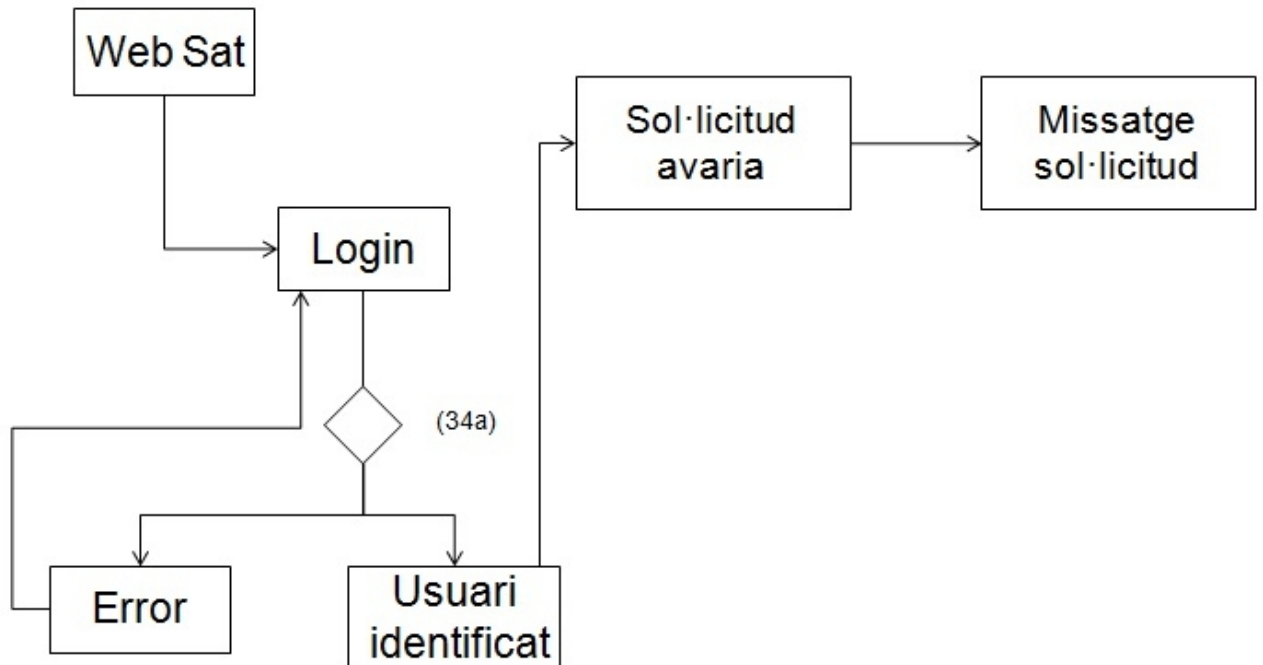 Web Sat
Sol·licitud
avaria
Missatge
sol·licitud
Login
(34a)
Error
Usuari
identificat